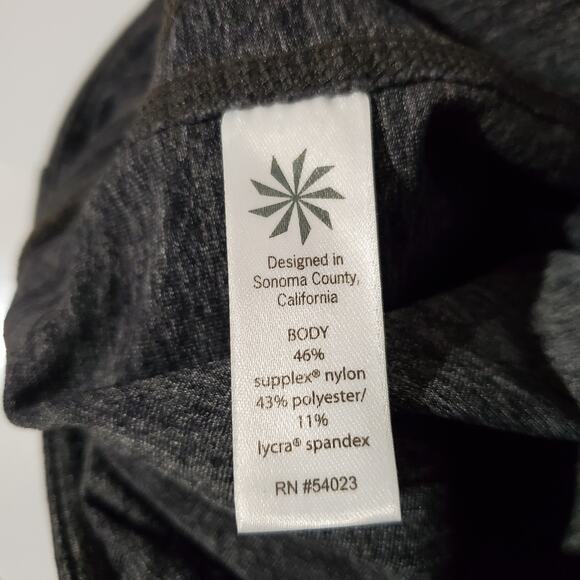 Designed in
Sonoma County,
California
BODY
46%
supplex® nylon
43% polyester/
11%
lycra® spandex
RN #54023